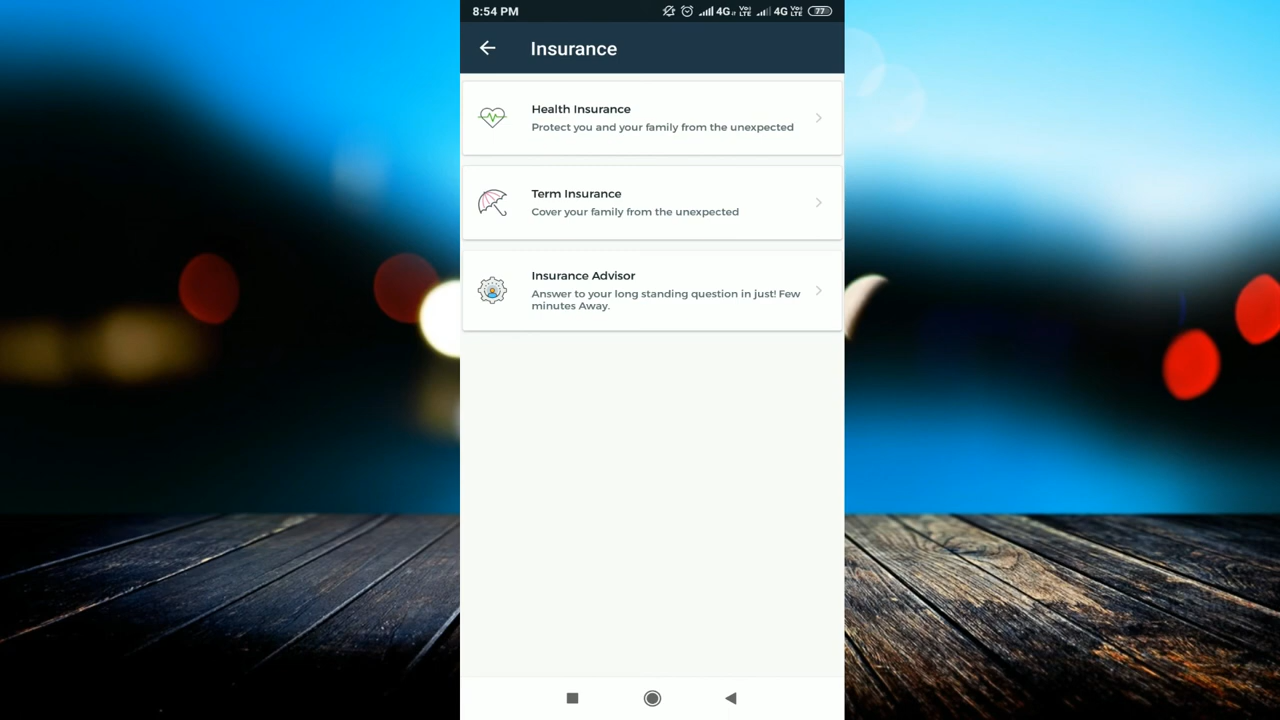 8:54 PM 4G VoLTE 4G VoLTE 77
Insurance
Health Insurance
Protect you and your family from the unexpected
Term Insurance
Cover your family from the unexpected
Insurance Advisor
Answer to your long standing question in just! Few
minutes Away.